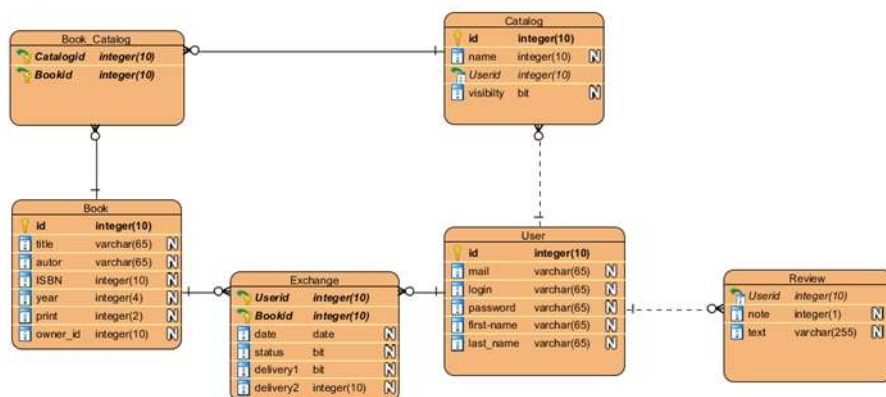 Book_Catalog
Catalogid integer(10)
Bookid integer(10)
Catalog
id integer(10)
name integer(10) N
Userid integer(10)
visibilty bit N
Book
id integer(10)
title varchar(65) N
autor varchar(65) N
ISBN integer(10) N
year integer(4) N
print integer(2) N
owner_id integer(10) N
Exchange
Userid integer(10)
Bookid integer(10)
date date N
status bit N
delivery1 bit N
delivery2 integer(10) N
User
id integer(10)
mail varchar(65) N
login varchar(65) N
password varchar(65) N
first-name varchar(65) N
last_name varchar(65) N
Review
Userid integer(10)
note integer(1) N
text varchar(255) N